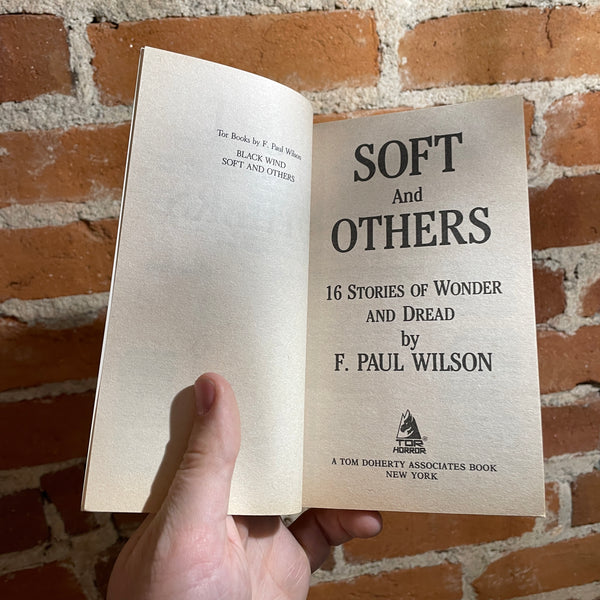 Tor Books by F. Paul Wilson
BLACK WIND
SOFT AND OTHERS
SOFT
And
OTHERS
16 STORIES OF WONDER
AND DREAD
by
F. PAUL WILSON
TOR
HORROR
®
A TOM DOHERTY ASSOCIATES BOOK
NEW YORK